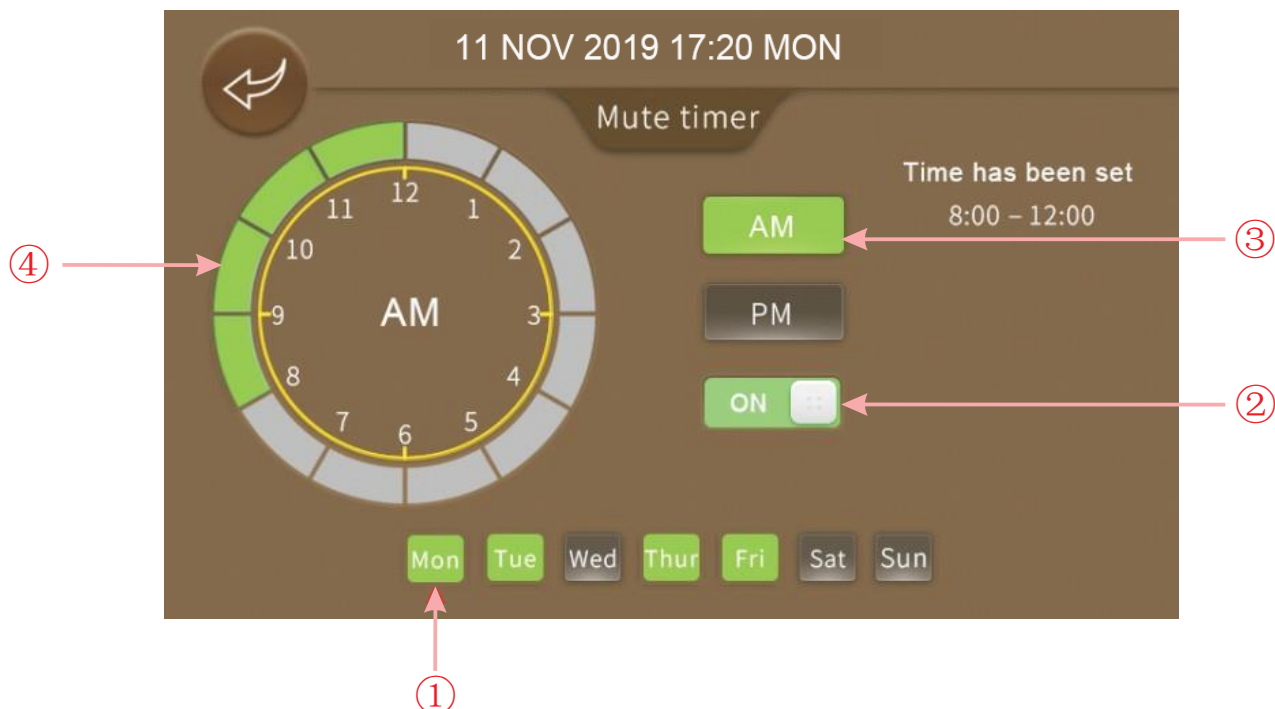 11 NOV 2019 17:20 MON
Mute timer
Time has been set
8:00 – 12:00
AM
③
PM
ON
②
④
12
1
2
3
4
5
6
7
8
9
10
11
AM
Mon Tue Wed Thur Fri Sat Sun
①